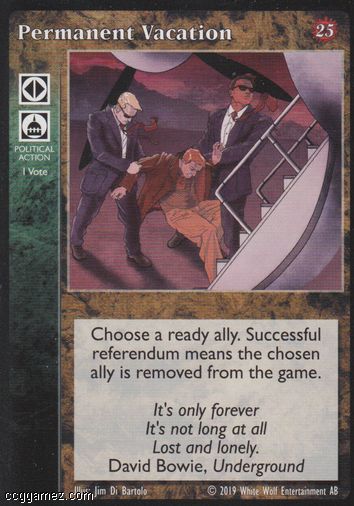 Permanent Vacation
25
POLITICAL
ACTION
1 Vote
Choose a ready ally. Successful
referendum means the chosen
ally is removed from the game.
It's only forever
It's not long at all
Lost and lonely.
David Bowie, Underground
Illus: Jim Di Bartolo
© 2019 White Wolf Entertainment AB
ccggamez.com